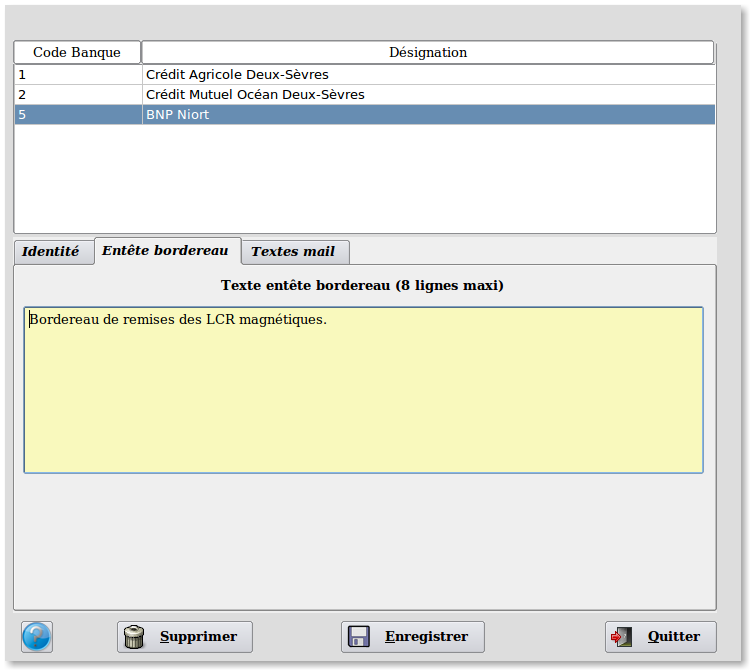 Code Banque Désignation
1 Crédit Agricole Deux-Sèvres
2 Crédit Mutuel Océan Deux-Sèvres
5 BNP Niort
Identité Entête bordereau Textes mail
Texte entête bordereau (8 lignes maxi)
Bordereau de remises des LCR magnétiques.
? Supprimer Enregistrer Quitter